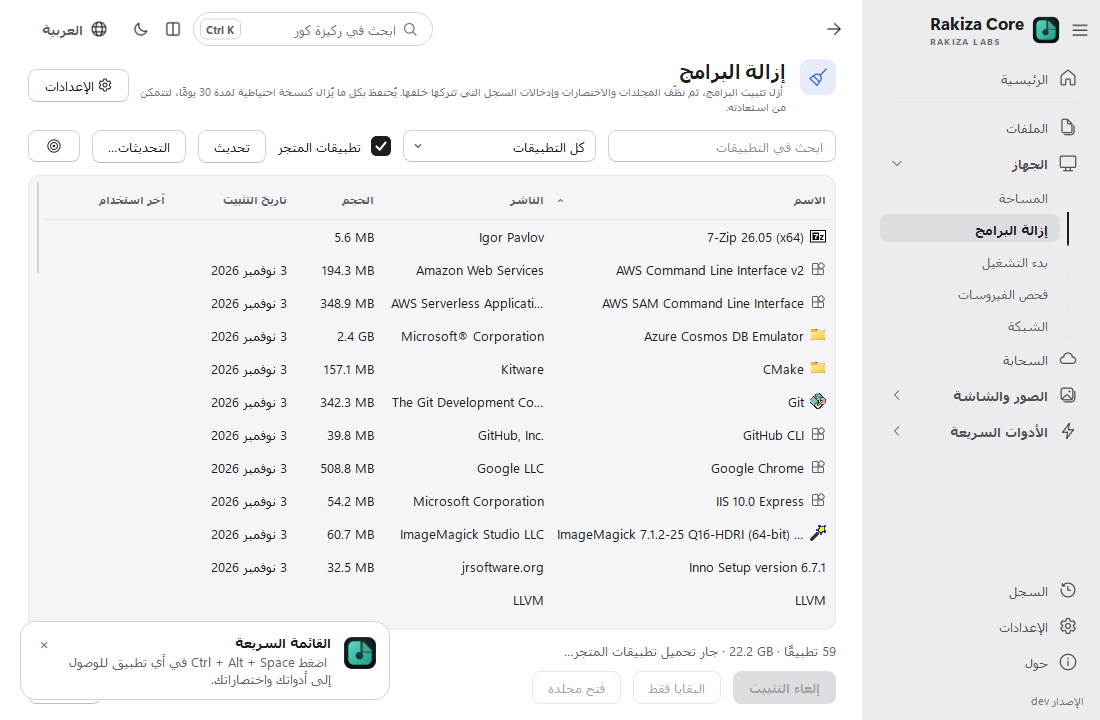 Rakiza Core
RAKIZA LABS
الرئيسية
الملفات
الجهاز
المساحة
إزالة البرامج
بدء التشغيل
فحص الفيروسات
الشبكة
السحابة
الصور والشاشة
الأدوات السريعة
السجل
الإعدادات
حول
الإصدار dev
ابحث في ركيزة كور Ctrl K
العربية
إزالة البرامج
أزل تثبيت البرامج، ثم نظّف المجلدات والاختصارات وإدخالات السجل التي تتركها خلفها. يُحتفظ بكل ما يُزال كنسخة احتياطية لمدة 30 يومًا، لتتمكن
من استعادته.
الإعدادات
ابحث في التطبيقات
كل التطبيقات
تطبيقات المتجر
تحديث
التحديثات...
الاسم الناشر الحجم تاريخ التثبيت آخر استخدام
7-Zip 26.05 (x64) Igor Pavlov 5.6 MB
AWS Command Line Interface v2 Amazon Web Services 194.3 MB 3 نوفمبر 2026
AWS SAM Command Line Interface AWS Serverless Applicati... 348.9 MB 3 نوفمبر 2026
Azure Cosmos DB Emulator Microsoft® Corporation 2.4 GB 3 نوفمبر 2026
CMake Kitware 157.1 MB 3 نوفمبر 2026
Git The Git Development Co... 342.3 MB 3 نوفمبر 2026
GitHub CLI GitHub, Inc. 39.8 MB 3 نوفمبر 2026
Google Chrome Google LLC 508.8 MB 3 نوفمبر 2026
IIS 10.0 Express Microsoft Corporation 54.2 MB 3 نوفمبر 2026
ImageMagick 7.1.2-25 Q16-HDRI (64-bit) ... ImageMagick Studio LLC 60.7 MB 3 نوفمبر 2026
Inno Setup version 6.7.1 jrsoftware.org 32.5 MB 3 نوفمبر 2026
LLVM LLVM
59 تطبيقًا · 22.2 GB · جار تحميل تطبيقات المتجر...
إلغاء التثبيت
البقايا فقط
فتح مجلده
القائمة السريعة
اضغط Ctrl + Alt + Space في أي تطبيق للوصول
إلى أدواتك واختصاراتك.